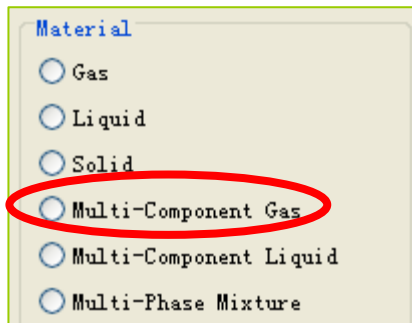 Material
Gas
Liquid
Solid
Multi-Component Gas
Multi-Component Liquid
Multi-Phase Mixture